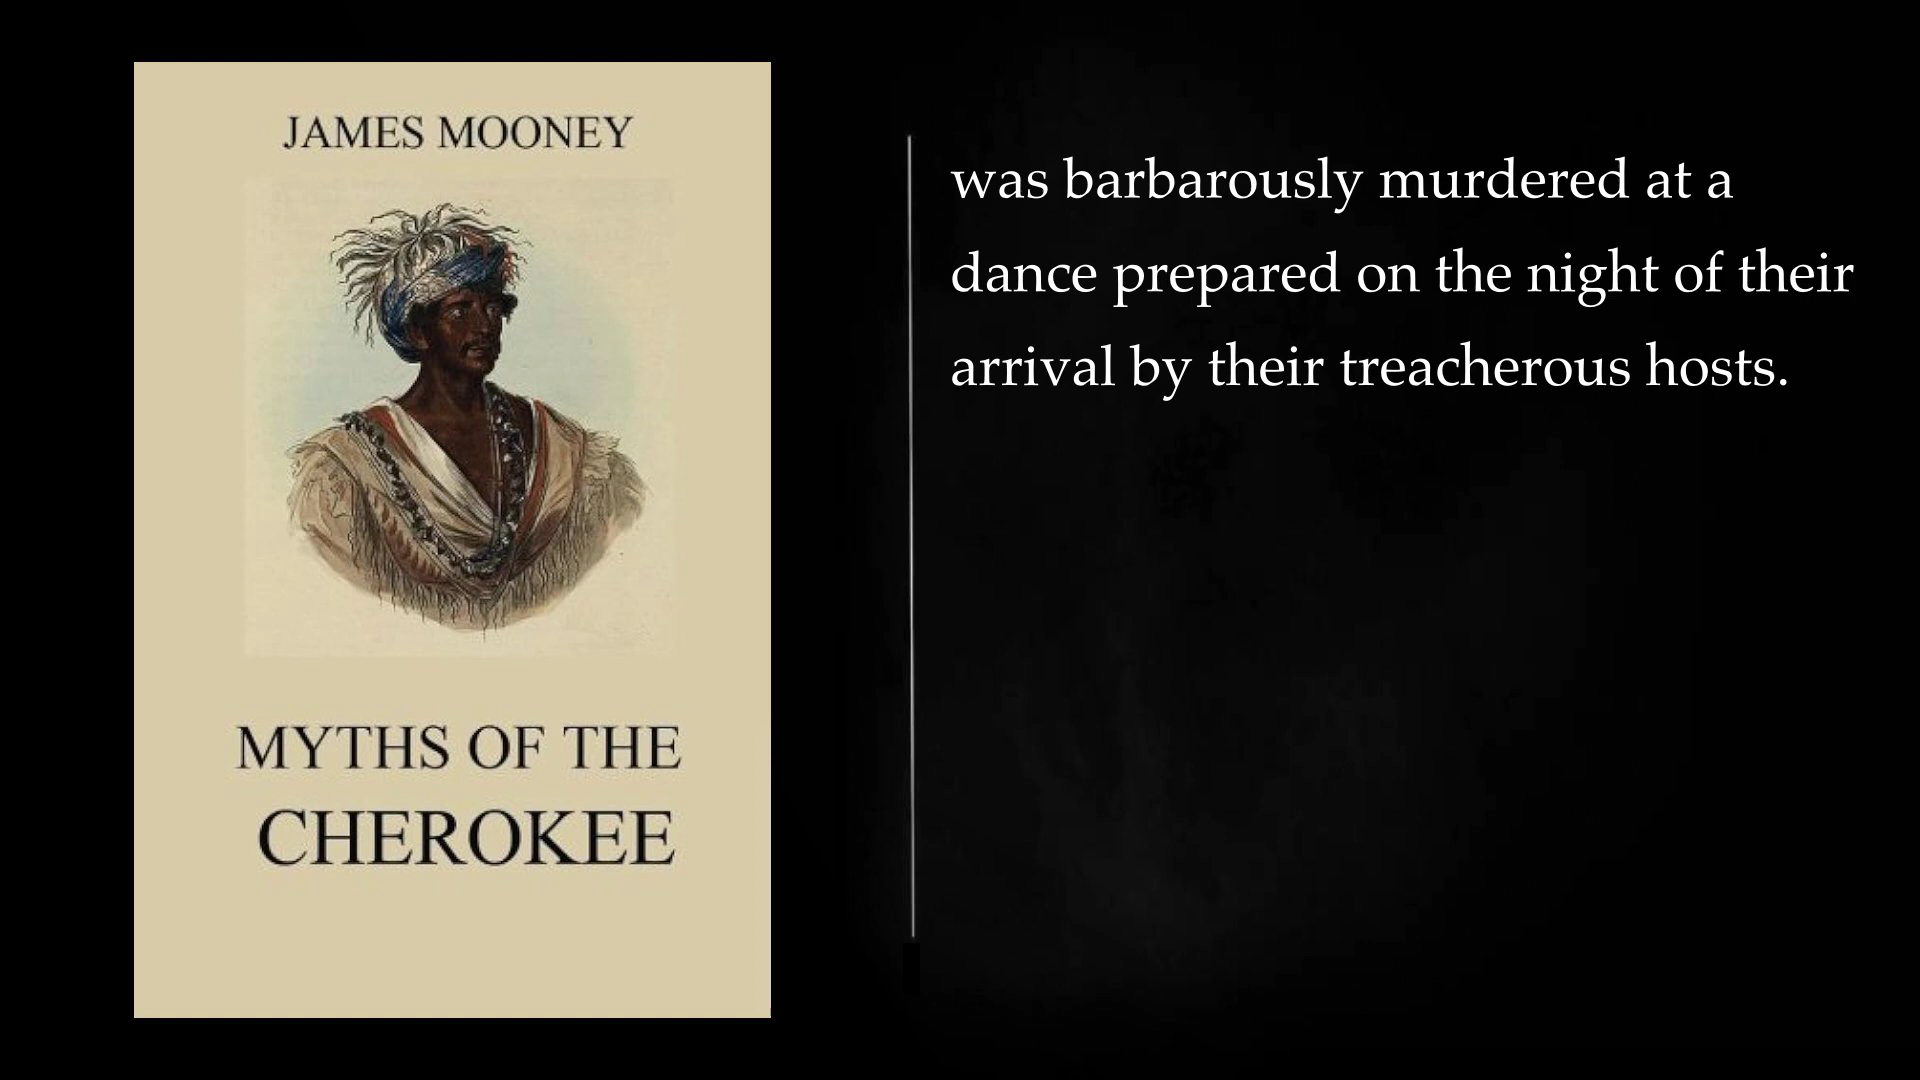 JAMES MOONEY
MYTHS OF THE
CHEROKEE
was barbarously murdered at a
dance prepared on the night of their
arrival by their treacherous hosts.